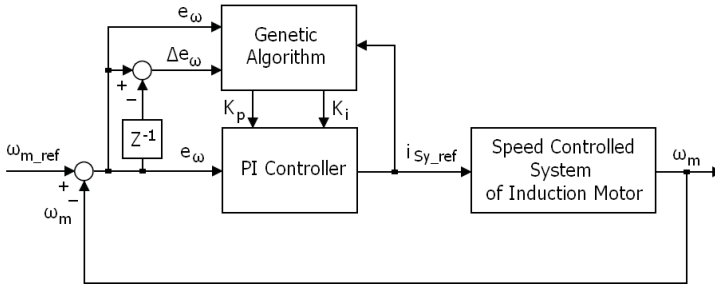 e_ω
Genetic
Algorithm
Δe_ω
+
−
K_p
K_i
Z⁻¹
ω_m_ref
e_ω
PI Controller
i_Sy_ref
Speed Controlled
System
of Induction Motor
ω_m
+
−
ω_m